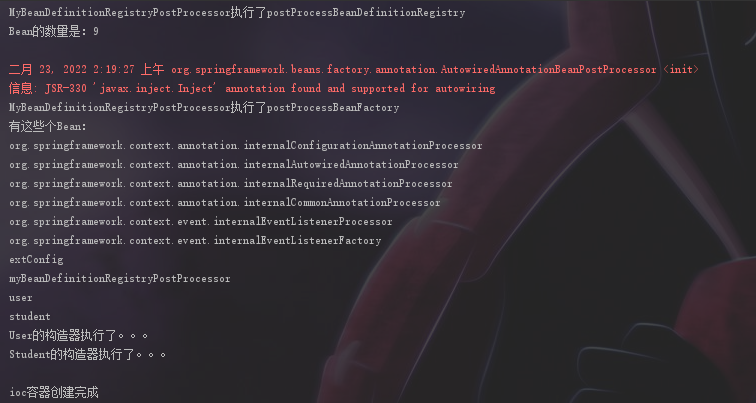 MyBeanDefinitionRegistryPostProcessor执行了postProcessBeanDefinitionRegistry
Bean的数量是：9
二月 23, 2022 2:19:27 上午 org.springframework.beans.factory.annotation.AutowiredAnnotationBeanPostProcessor <init>
信息: JSR-330 'javax.inject.Inject' annotation found and supported for autowiring
MyBeanDefinitionRegistryPostProcessor执行了postProcessBeanFactory
有这些个Bean：
org.springframework.context.annotation.internalConfigurationAnnotationProcessor
org.springframework.context.annotation.internalAutowiredAnnotationProcessor
org.springframework.context.annotation.internalRequiredAnnotationProcessor
org.springframework.context.annotation.internalCommonAnnotationProcessor
org.springframework.context.event.internalEventListenerProcessor
org.springframework.context.event.internalEventListenerFactory
extConfig
myBeanDefinitionRegistryPostProcessor
user
student
User的构造器执行了。。。
Student的构造器执行了。。。
ioc容器创建完成